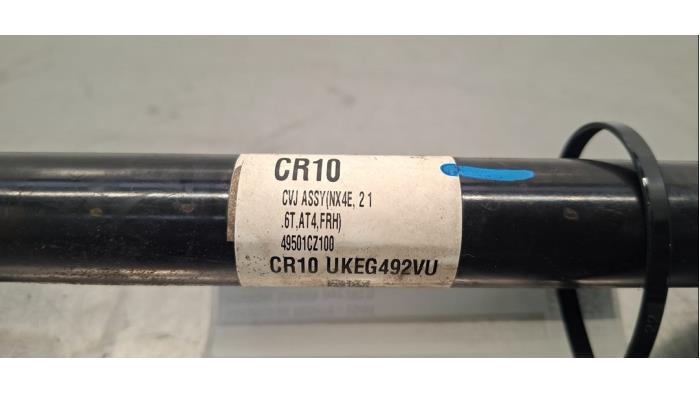 CR10
CVJ ASSY(NX4E, 2 1
.6T,AT4,FRH)
49501CZ100
CR10 UKEG492VU